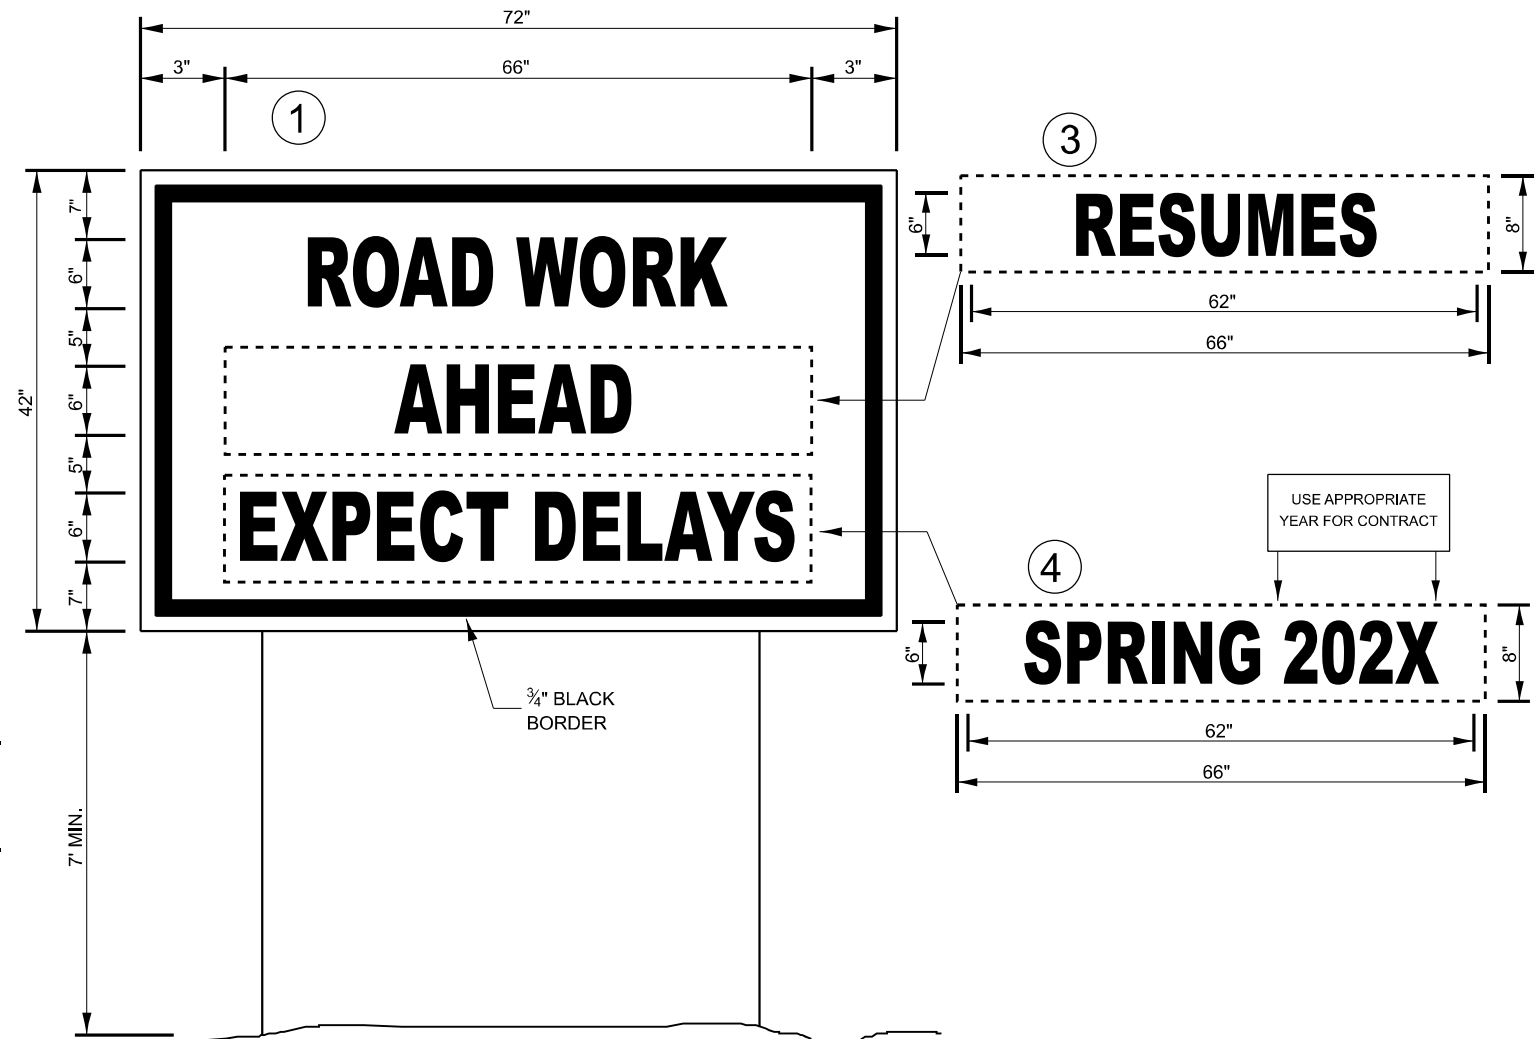 72"
3" 66" 3"
1
42"
7"
6"
5"
6"
5"
6"
7"
7' MIN.
ROAD WORK
AHEAD
EXPECT DELAYS
¾" BLACK
BORDER
3
6"
RESUMES
8"
62"
66"
USE APPROPRIATE
YEAR FOR CONTRACT
4
6"
SPRING 202X
8"
62"
66"